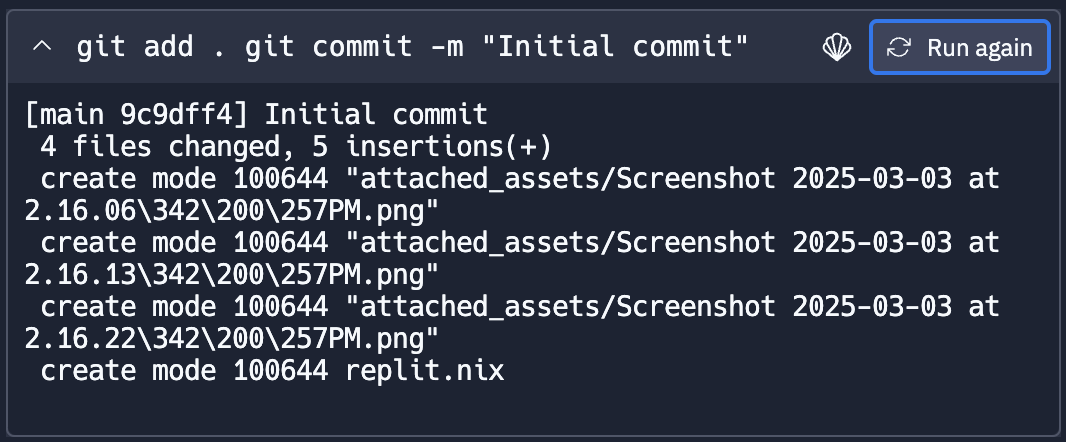 git add . git commit -m "Initial commit"
Run again
[main 9c9dff4] Initial commit
4 files changed, 5 insertions(+)
create mode 100644 "attached_assets/Screenshot 2025-03-03 at
2.16.06\342\200\257PM.png"
create mode 100644 "attached_assets/Screenshot 2025-03-03 at
2.16.13\342\200\257PM.png"
create mode 100644 "attached_assets/Screenshot 2025-03-03 at
2.16.22\342\200\257PM.png"
create mode 100644 replit.nix